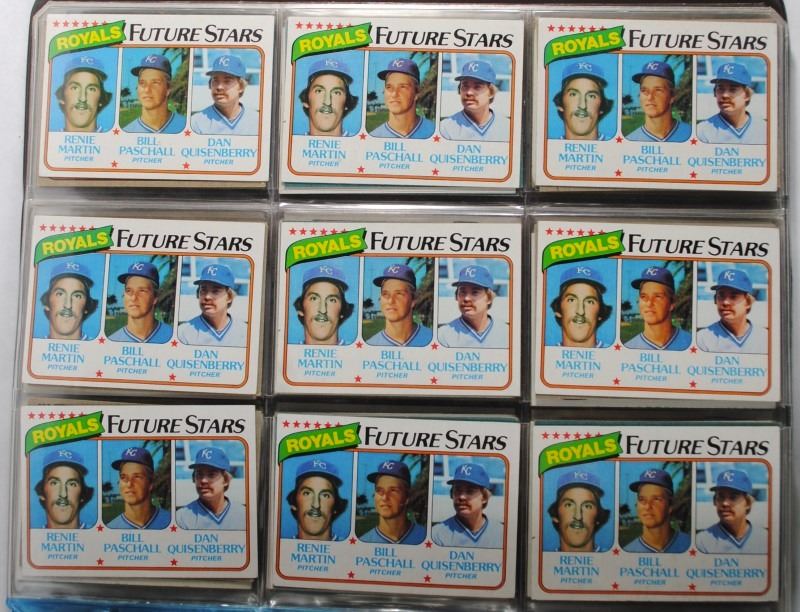 ROYALS FUTURE STARS
RENIE
MARTIN
PITCHER
BILL
PASCHALL
PITCHER
DAN
QUISENBERRY
PITCHER
ROYALS FUTURE STARS
RENIE
MARTIN
PITCHER
BILL
PASCHALL
PITCHER
DAN
QUISENBERRY
PITCHER
ROYALS FUTURE STARS
RENIE
MARTIN
PITCHER
BILL
PASCHALL
PITCHER
DAN
QUISENBERRY
PITCHER
ROYALS FUTURE STARS
RENIE
MARTIN
PITCHER
BILL
PASCHALL
PITCHER
DAN
QUISENBERRY
PITCHER
ROYALS FUTURE STARS
RENIE
MARTIN
PITCHER
BILL
PASCHALL
PITCHER
DAN
QUISENBERRY
PITCHER
ROYALS FUTURE STARS
RENIE
MARTIN
PITCHER
BILL
PASCHALL
PITCHER
DAN
QUISENBERRY
PITCHER
ROYALS FUTURE STARS
RENIE
MARTIN
PITCHER
BILL
PASCHALL
PITCHER
DAN
QUISENBERRY
PITCHER
ROYALS FUTURE STARS
RENIE
MARTIN
PITCHER
BILL
PASCHALL
PITCHER
DAN
QUISENBERRY
PITCHER
ROYALS FUTURE STARS
RENIE
MARTIN
PITCHER
BILL
PASCHALL
PITCHER
DAN
QUISENBERRY
PITCHER